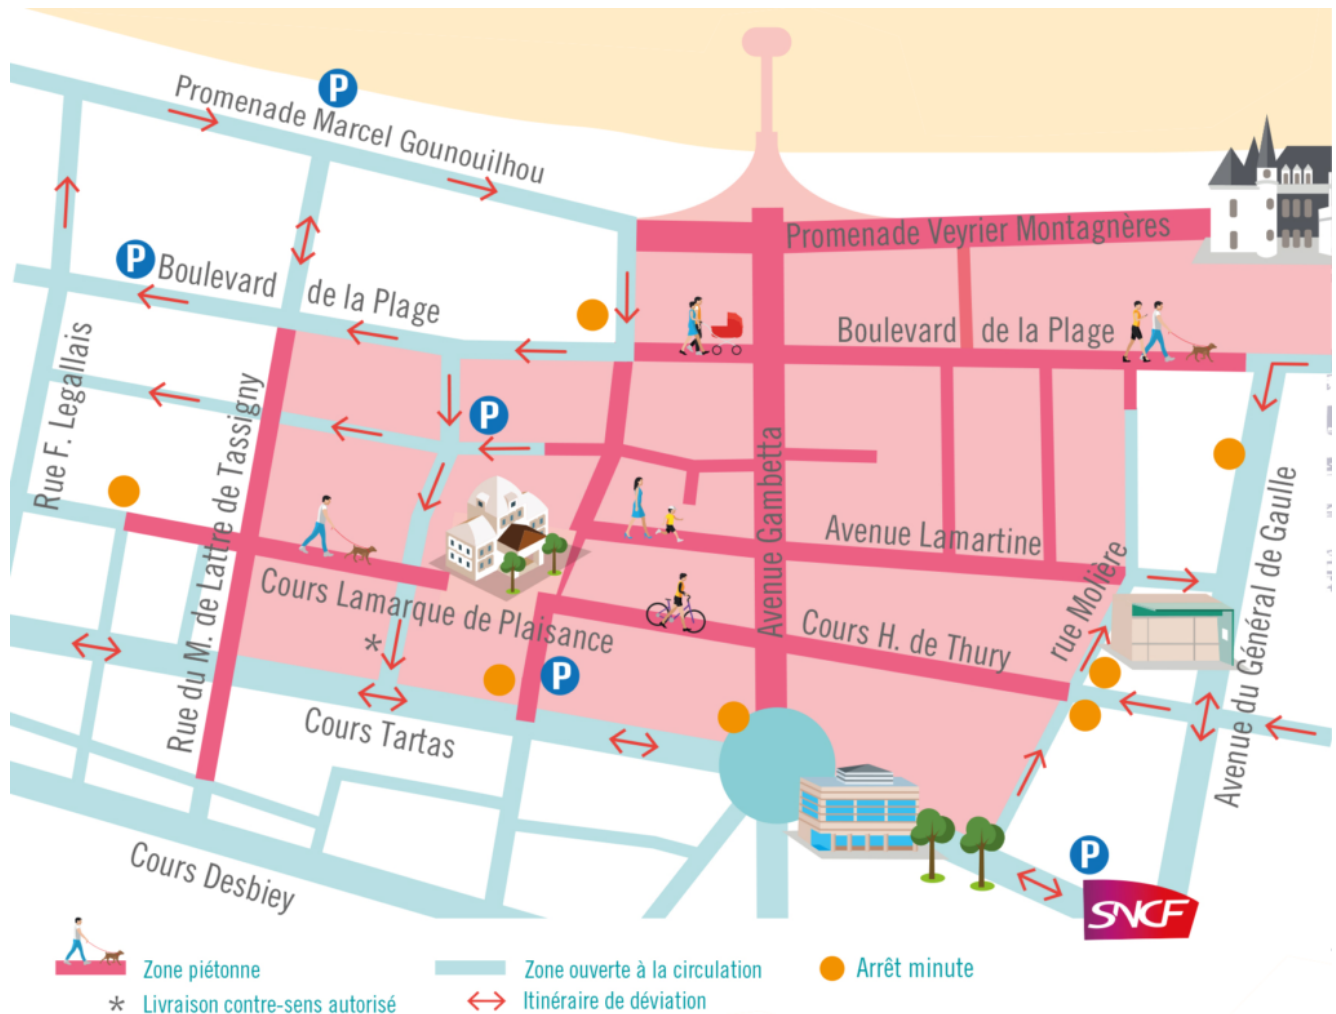 P
Promenade Marcel Gounouilhou
Promenade Veyrier Montagnères
P
Boulevard de la Plage
Boulevard de la Plage
Rue F. Legallais
Rue du M. de Lattre de Tassigny
P
Avenue Gambetta
Avenue Lamartine
Avenue du Général de Gaulle
rue Molière
Cours Lamarque de Plaisance
Cours H. de Thury
*
P
Cours Tartas
Cours Desbiey
P
SNCF
Zone piétonne
Zone ouverte à la circulation
Arrêt minute
* Livraison contre-sens autorisé
Itinéraire de déviation